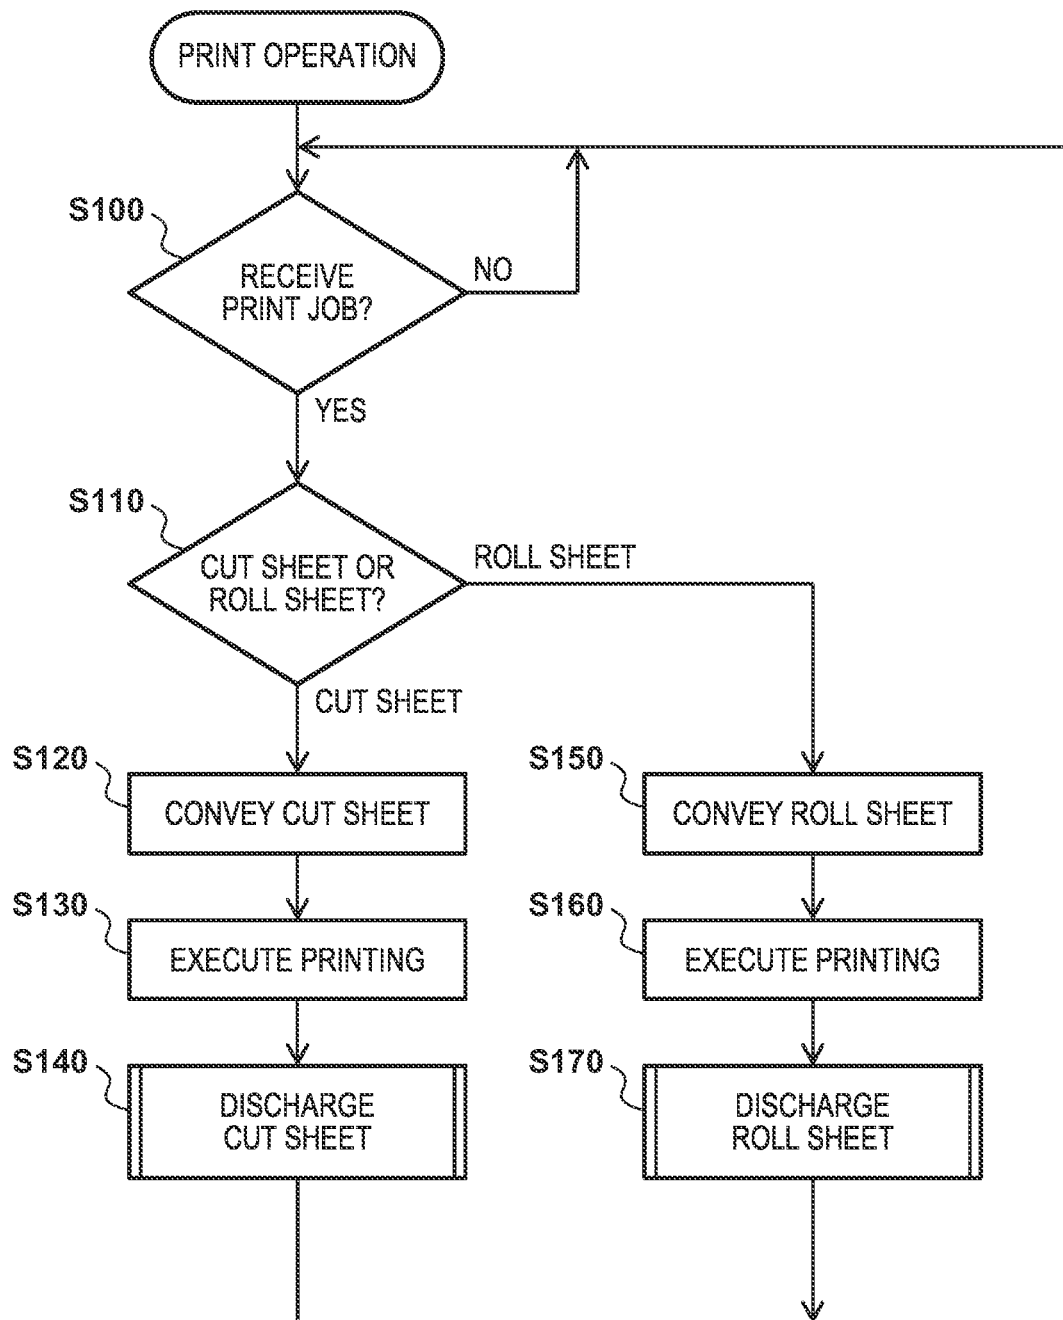 PRINT OPERATION
S100
RECEIVE
PRINT JOB?
NO
YES
S110
CUT SHEET OR
ROLL SHEET?
ROLL SHEET
CUT SHEET
S120
CONVEY CUT SHEET
S150
CONVEY ROLL SHEET
S130
EXECUTE PRINTING
S160
EXECUTE PRINTING
S140
DISCHARGE
CUT SHEET
S170
DISCHARGE
ROLL SHEET